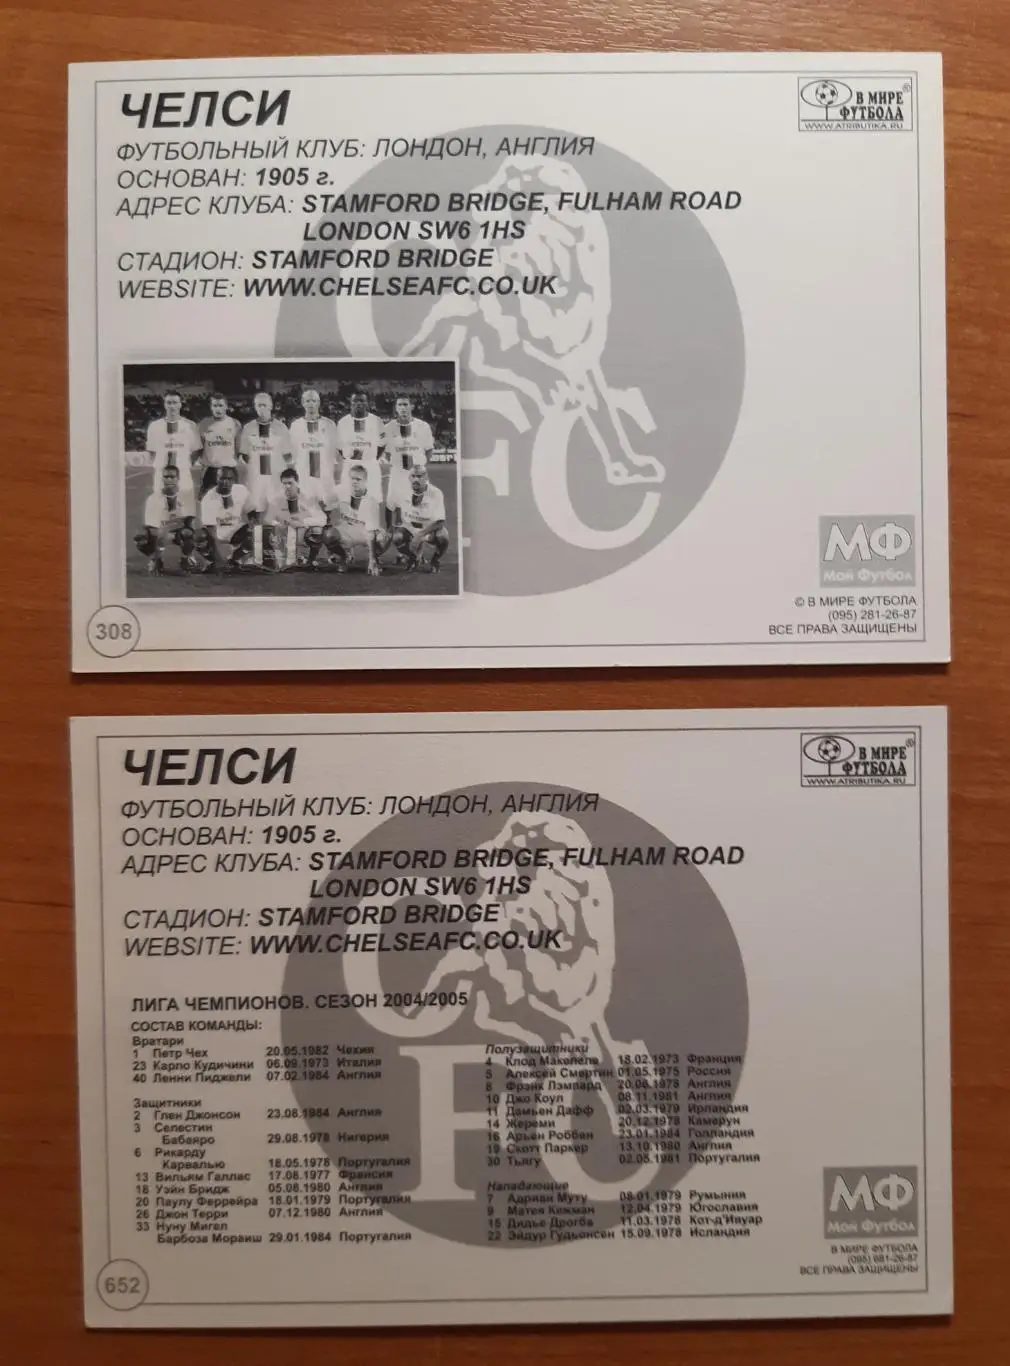 ЧЕЛСИ
ФУТБОЛЬНЫЙ КЛУБ: ЛОНДОН, АНГЛИЯ
ОСНОВАН: 1905 г.
АДРЕС КЛУБА: STAMFORD BRIDGE, FULHAM ROAD
LONDON SW6 1HS
СТАДИОН: STAMFORD BRIDGE
WEBSITE: WWW.CHELSEAFC.CO.UK
В МИРЕ
ФУТБОЛА
WWW.ATRIBUTIKA.RU
CFC
МФ
Мой Футбол
© В МИРЕ ФУТБОЛА
(095) 281-26-87
ВСЕ ПРАВА ЗАЩИЩЕНЫ
308
ЧЕЛСИ
ФУТБОЛЬНЫЙ КЛУБ: ЛОНДОН, АНГЛИЯ
ОСНОВАН: 1905 г.
АДРЕС КЛУБА: STAMFORD BRIDGE, FULHAM ROAD
LONDON SW6 1HS
СТАДИОН: STAMFORD BRIDGE
WEBSITE: WWW.CHELSEAFC.CO.UK
В МИРЕ
ФУТБОЛА
WWW.ATRIBUTIKA.RU
ЛИГА ЧЕМПИОНОВ. СЕЗОН 2004/2005
СОСТАВ КОМАНДЫ:
Вратари
1 Петр Чех 20.05.1982 Чехия
23 Карло Кудичини 06.09.1973 Италия
40 Ленни Пиджели 07.02.1984 Англия
Защитники
2 Глен Джонсон 23.08.1984 Англия
3 Селестин
Бабаяро 29.08.1978 Нигерия
6 Рикарду
Карвалью 18.05.1978 Португалия
13 Вильям Галлас 17.08.1977 Франсия
18 Уэйн Бридж 05.08.1980 Англия
20 Паулу Феррейра 18.01.1979 Португалия
26 Джон Терри 07.12.1980 Англия
33 Нуну Мигел
Барбоза Мораиш 29.01.1984 Португалия
Полузащитники
4 Клод Макелеле 18.02.1973 Франция
5 Алексей Смертин 01.05.1975 Россия
8 Фрэнк Лэмпард 20.06.1978 Англия
10 Джо Коул 08.11.1981 Англия
11 Дамьен Дафф 02.03.1979 Ирландия
14 Жереми 20.12.1978 Камерун
16 Арьен Роббен 23.01.1984 Голландия
19 Скотт Паркер 13.10.1980 Англия
30 Тьягу 02.05.1981 Португалия
Нападающие
7 Адриан Муту 08.01.1979 Румыния
9 Матея Кжман 12.04.1979 Югославия
15 Дидье Дрогба 11.03.1978 Кот-д'Ивуар
22 Эйдур Гудьонсен 15.09.1978 Исландия
МФ
Мой Футбол
В МИРЕ ФУТБОЛА
(095) 681-26-87
ВСЕ ПРАВА ЗАЩИЩЕНЫ
652